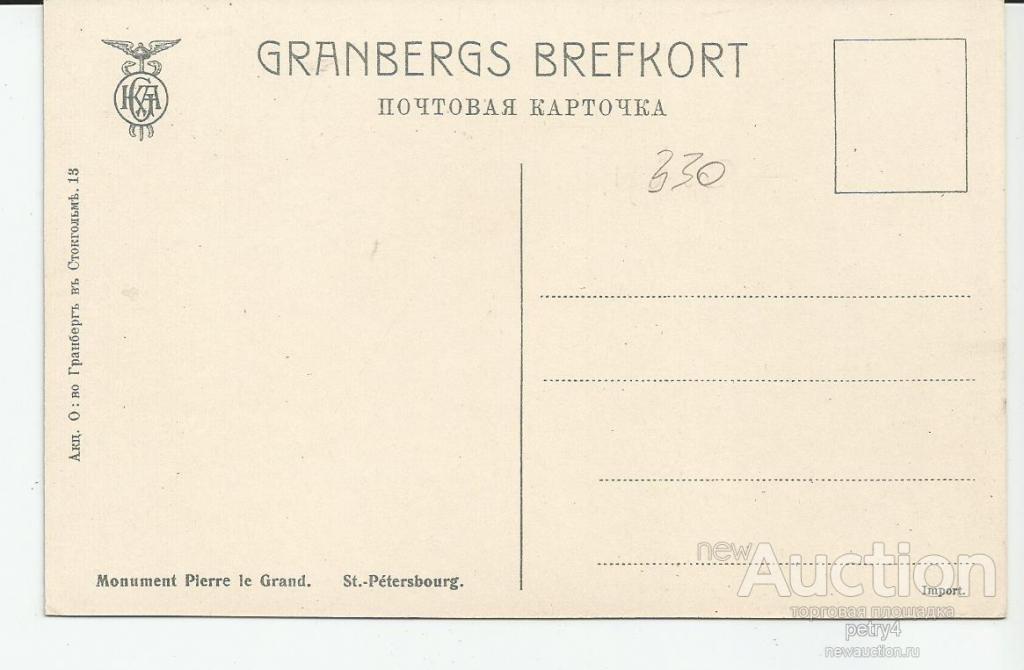 GRANBERGS BREFKORT
ПОЧТОВАЯ КАРТОЧКА
330
Акц. О: во Гранбергъ въ Стокгольмѣ. 13
Monument Pierre le Grand. St.-Pétersbourg.
Import.
newAuction
торговая площадка
petry4
newauction.ru